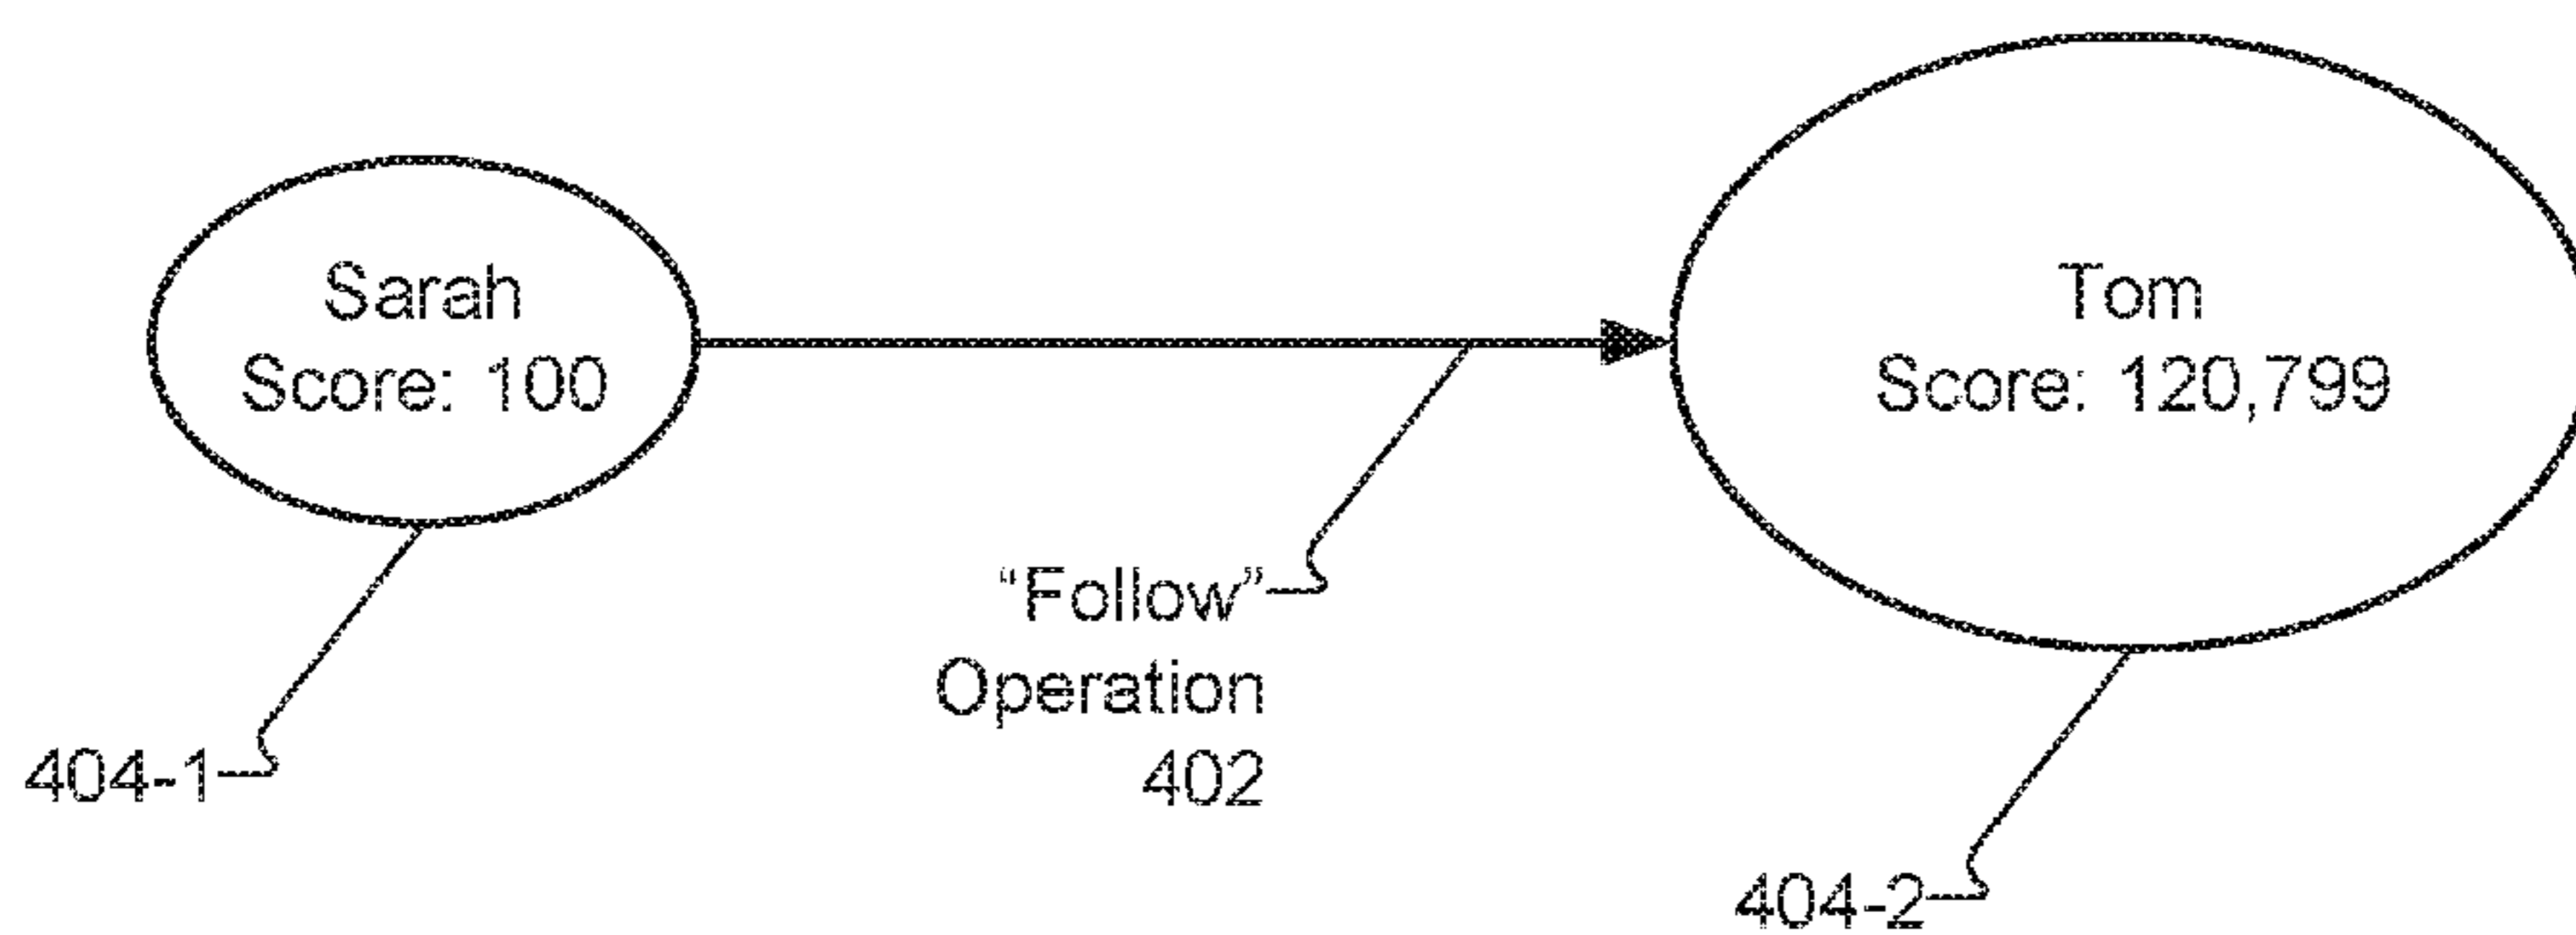 Sarah
Score: 100
Tom
Score: 120,799
“Follow”
Operation
402
404-1
404-2